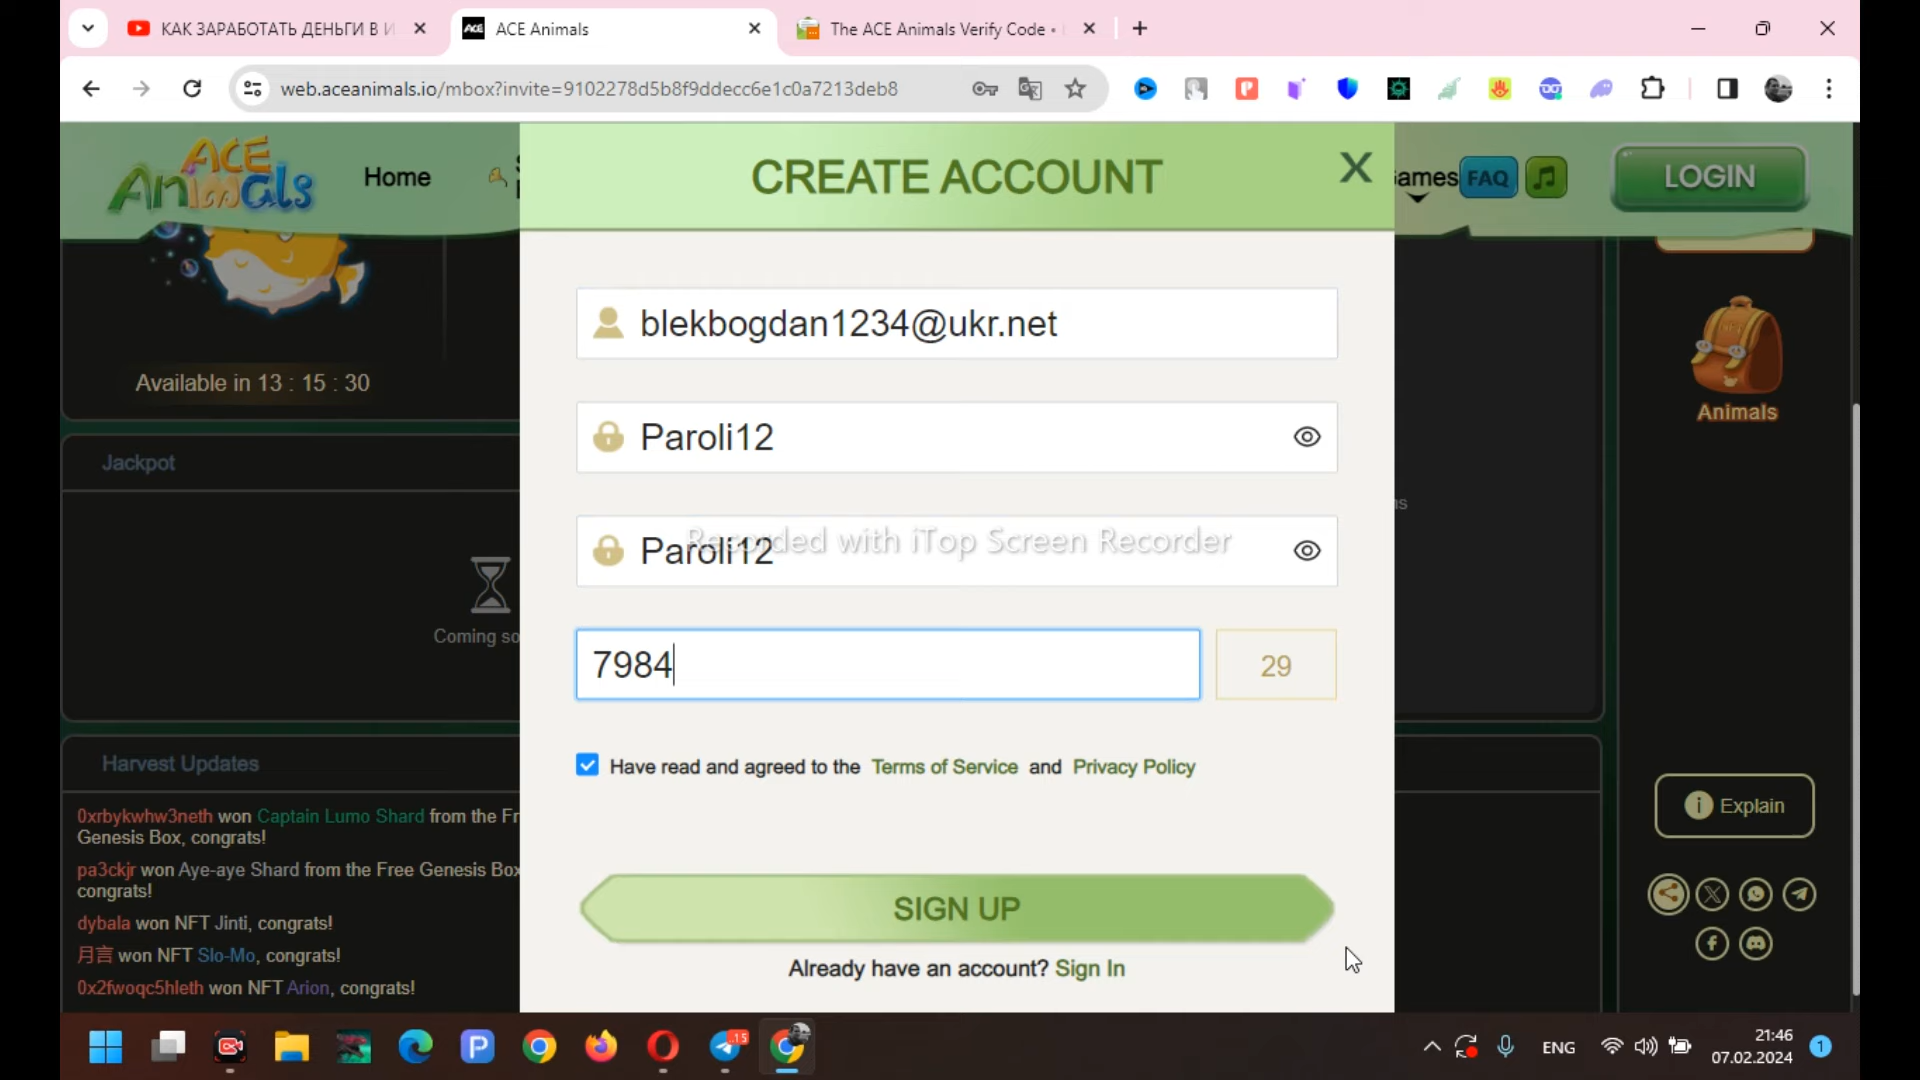 КАК ЗАРАБОТАТЬ ДЕНЬГИ В И
ACE Animals
The ACE Animals Verify Code •
web.aceanimals.io/mbox?invite=9102278d5b8f9ddecc6e1c0a7213deb8
ACE Animals
Home
CREATE ACCOUNT
X
ames
FAQ
LOGIN
blekbogdan1234@ukr.net
Available in 13 : 15 : 30
Animals
Paroli12
Jackpot
Paroli12
Recorded with iTop Screen Recorder
Coming so
7984
29
Harvest Updates
Have read and agreed to the Terms of Service and Privacy Policy
0xrbykwhw3neth won Captain Lumo Shard from the Fr
Genesis Box, congrats!
pa3ckjr won Aye-aye Shard from the Free Genesis Box
congrats!
dybala won NFT Jinti, congrats!
月言 won NFT Slo-Mo, congrats!
0x2fwoqc5hleth won NFT Arion, congrats!
Explain
SIGN UP
Already have an account? Sign In
15
ENG
21:46
07.02.2024
1